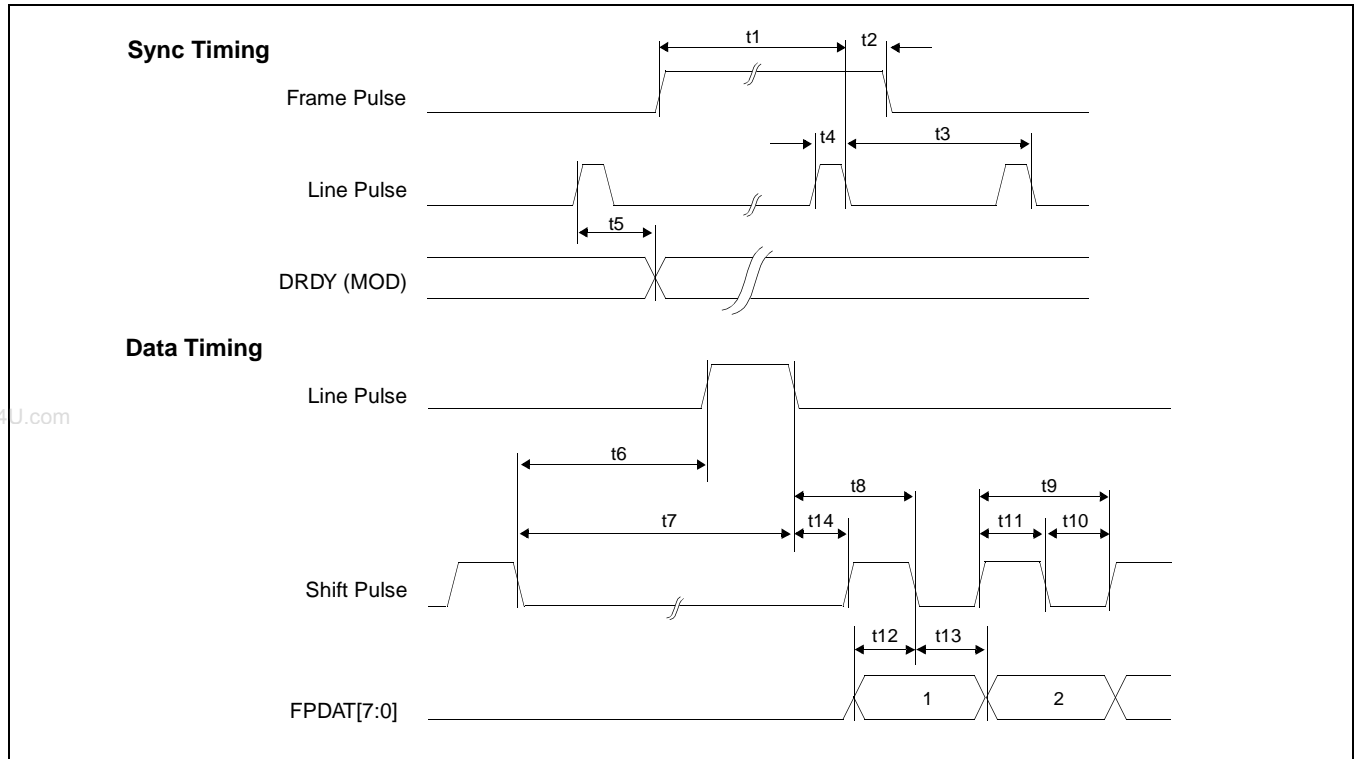 Sync Timing
t1
t2
Frame Pulse
t4
t3
Line Pulse
t5
DRDY (MOD)
Data Timing
Line Pulse
4U.com
t6
t8
t9
t7
t14
t11
t10
Shift Pulse
t12
t13
FPDAT[7:0]
1
2